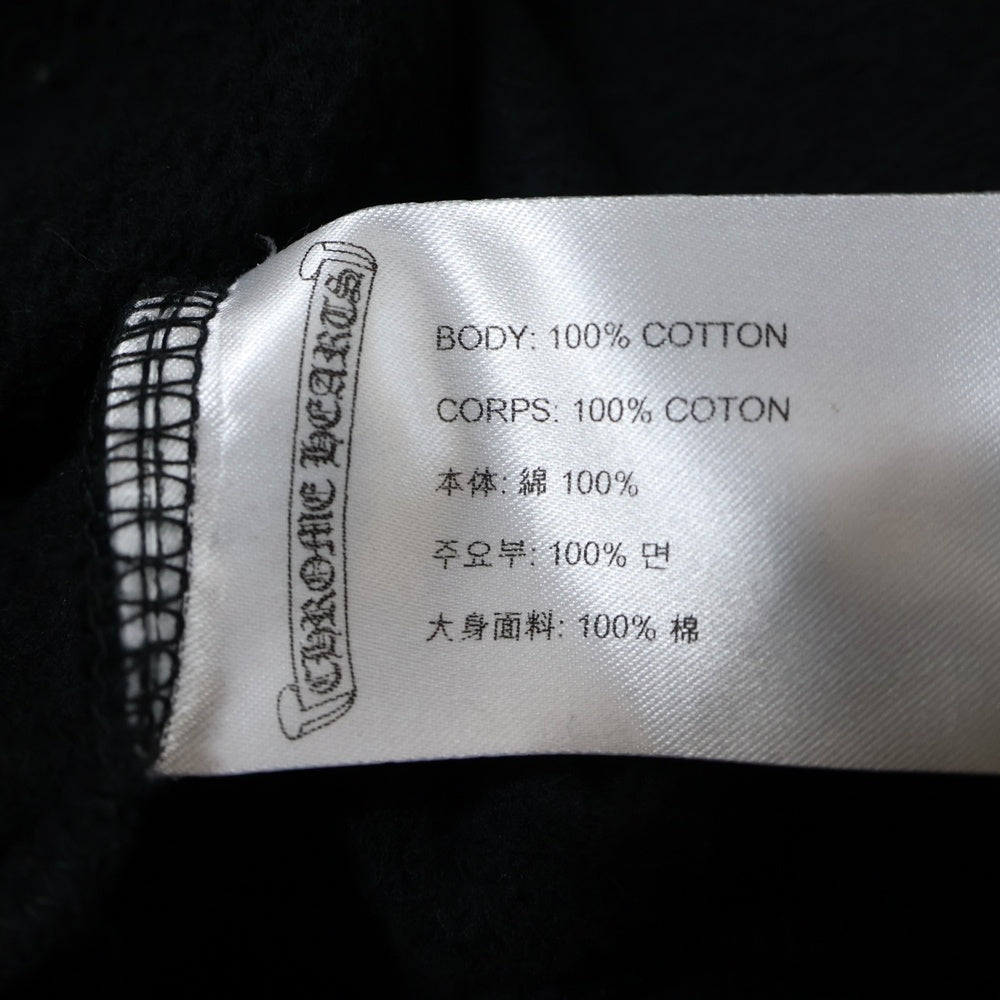 CHROME HEARTS
BODY: 100% COTTON
CORPS: 100% COTON
本体: 綿 100%
주요부: 100% 면
大身面料: 100% 棉